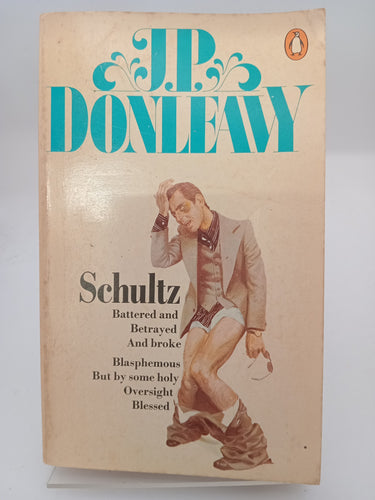 J.P.
DONLEAVY
Schultz
Battered and
Betrayed
And broke
Blasphemous
But by some holy
Oversight
Blessed